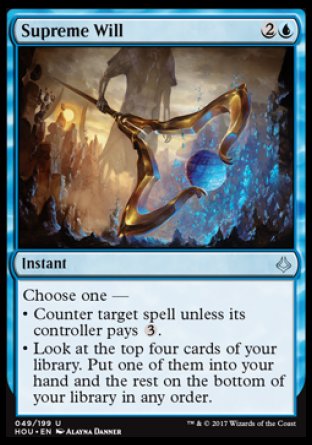 Supreme Will 2
Instant
Choose one —
• Counter target spell unless its
controller pays 3.
• Look at the top four cards of your
library. Put one of them into your
hand and the rest on the bottom of
your library in any order.
049/199 U
HOU • EN Alayna Danner
™ & © 2017 Wizards of the Coast